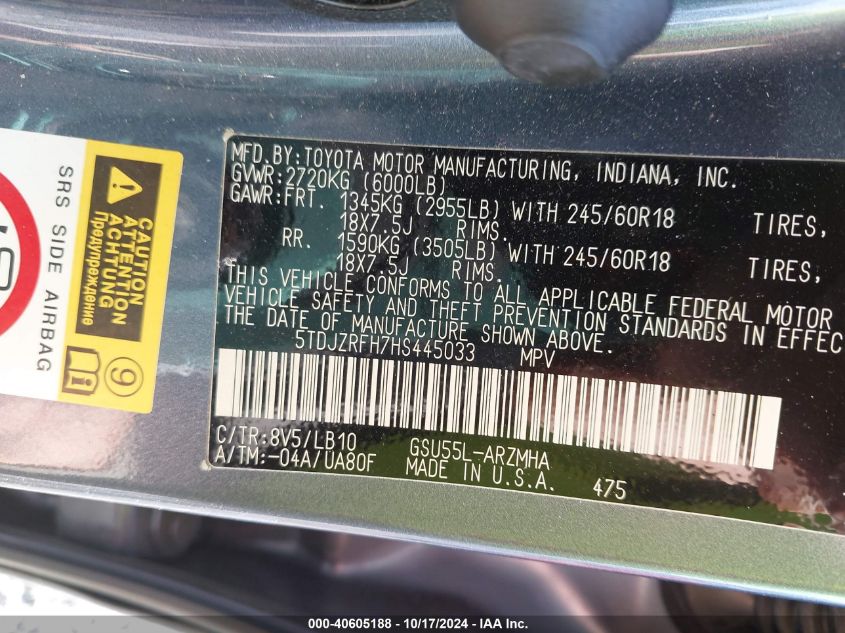 MFD.BY:TOYOTA MOTOR MANUFACTURING, INDIANA, INC.
GVWR:2720KG (6000LB)
GAWR:FRT. 1345KG (2955LB) WITH 245/60R18 TIRES,
18X7.5J RIMS.
RR. 1590KG (3505LB) WITH 245/60R18 TIRES,
18X7.5J RIMS.
THIS VEHICLE CONFORMS TO ALL APPLICABLE FEDERAL MOTOR
VEHICLE SAFETY AND THEFT PREVENTION STANDARDS IN EFFEC
THE DATE OF MANUFACTURE SHOWN ABOVE.
5TDJZRFH7HS445033 MPV
C/TR:8V5/LB10 GSU55L-ARZMHA
A/TM:-04A/UA80F MADE IN U.S.A. 475
SRS SIDE AIRBAG
CAUTION
ATTENTION
ACHTUNG
Предупреждение
9
000-40605188 - 10/17/2024 - IAA Inc.